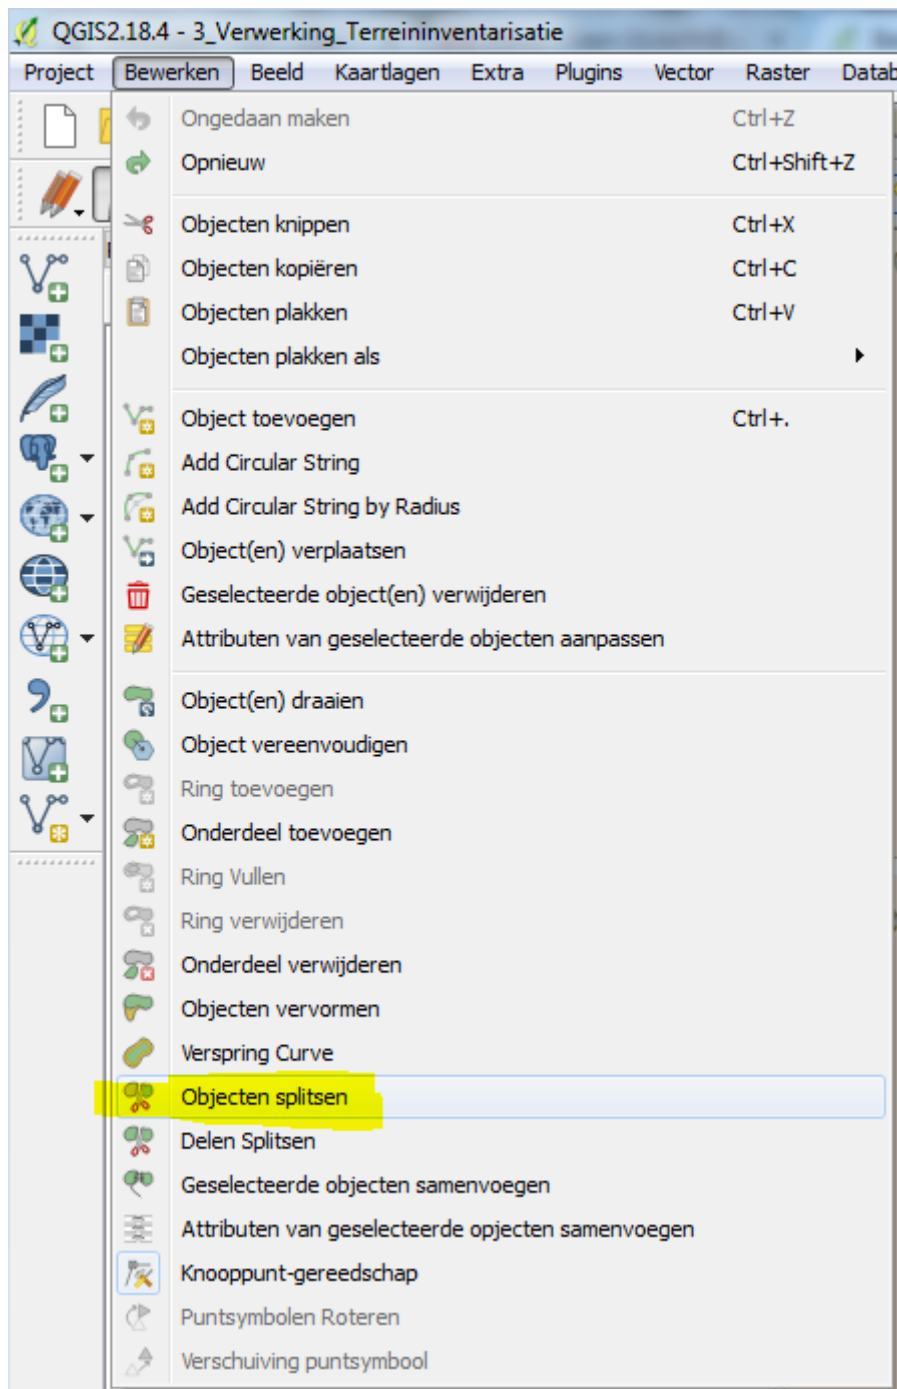 QGIS2.18.4 - 3_Verwerking_Terreininventarisatie
Project Bewerken Beeld Kaartlagen Extra Plugins Vector Raster Datab
Ongedaan maken Ctrl+Z
Opnieuw Ctrl+Shift+Z
Objecten knippen Ctrl+X
Objecten kopiëren Ctrl+C
Objecten plakken Ctrl+V
Objecten plakken als
Object toevoegen Ctrl+.
Add Circular String
Add Circular String by Radius
Object(en) verplaatsen
Geselecteerde object(en) verwijderen
Attributen van geselecteerde objecten aanpassen
Object(en) draaien
Object vereenvoudigen
Ring toevoegen
Onderdeel toevoegen
Ring Vullen
Ring verwijderen
Onderdeel verwijderen
Objecten vervormen
Verspring Curve
Objecten splitsen
Delen Splitsen
Geselecteerde objecten samenvoegen
Attributen van geselecteerde opjecten samenvoegen
Knooppunt-gereedschap
Puntsymbolen Roteren
Verschuiving puntsymbool